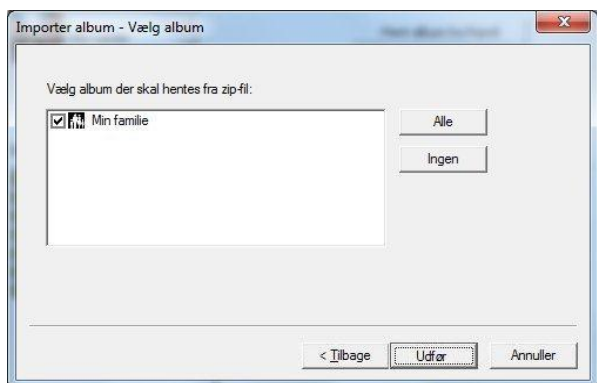 Importer album - Vælg album
Vælg album der skal hentes fra zip-fil:
Min familie
Alle
Ingen
< Tilbage
Udfør
Annuller